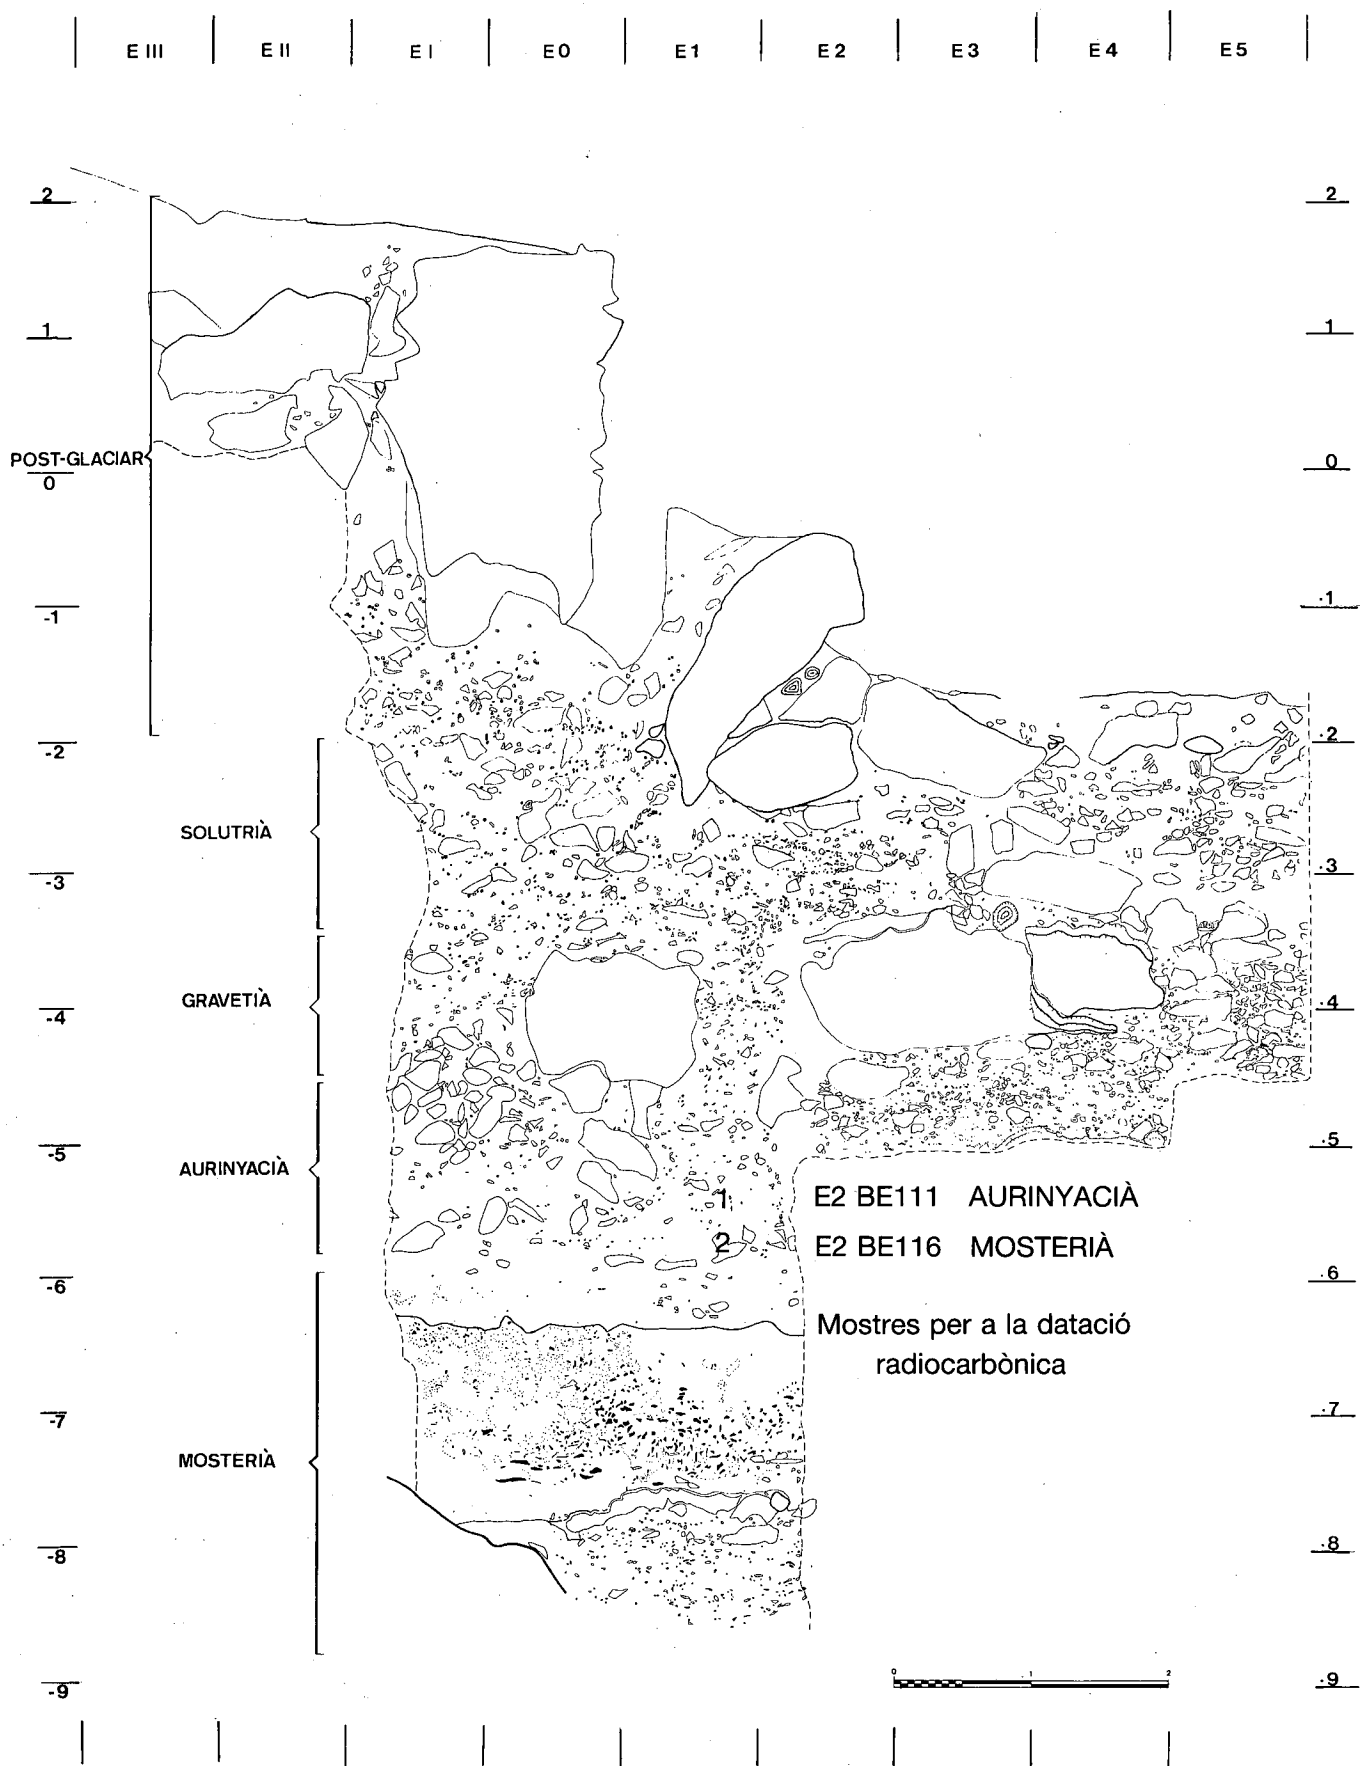 E III E II E I E 0 E 1 E 2 E 3 E 4 E 5
2 2
1 1
POST-GLACIAR
0 0
-1 .1
-2 .2
SOLUTRIÀ
-3 .3
GRAVETIÀ
-4 .4
-5 .5
AURINYACIÀ
1 E2 BE111 AURINYACIÀ
2 E2 BE116 MOSTERIÀ
-6 .6
Mostres per a la datació
radiocarbònica
-7 .7
MOSTERIÀ
-8 .8
0 1 2
-9 .9